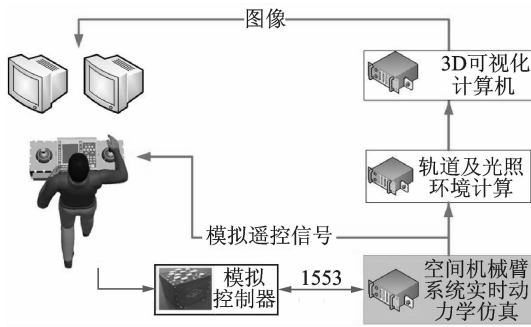 图像
3D可视化
计算机
轨道及光照
环境计算
模拟遥控信号
模拟
控制器
1553
空间机械臂
系统实时动
力学仿真